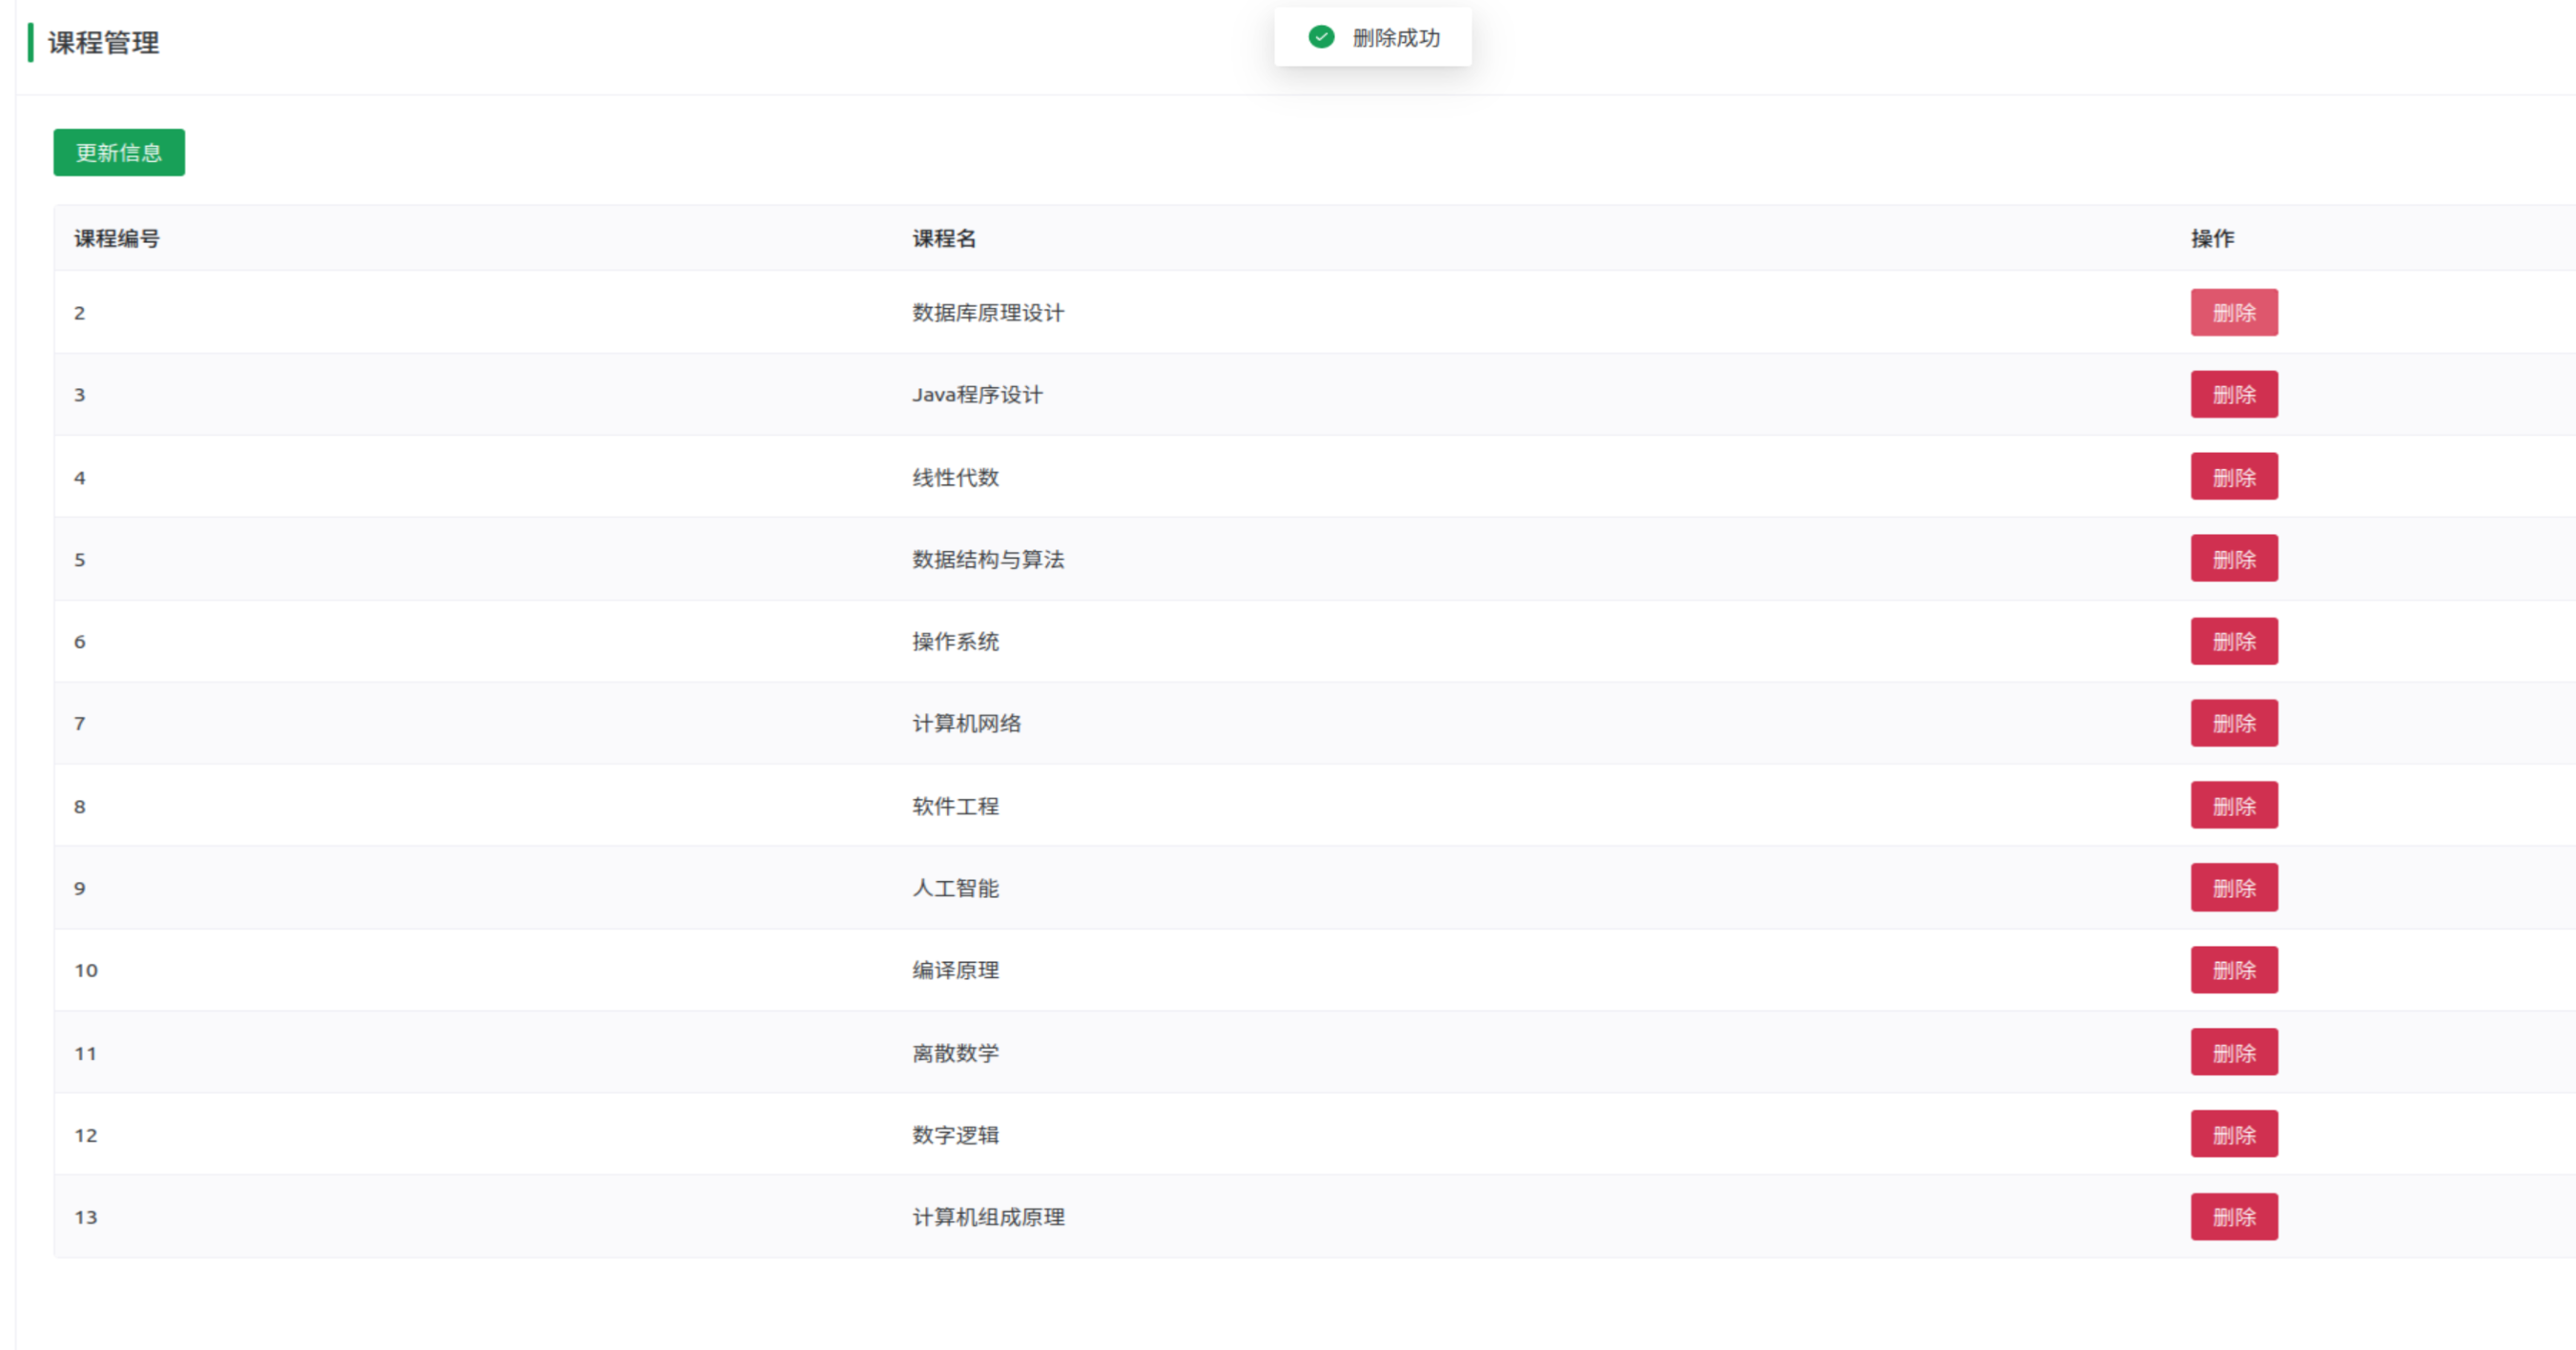 课程管理
删除成功
更新信息
课程编号 课程名 操作
2 数据库原理设计 删除
3 Java程序设计 删除
4 线性代数 删除
5 数据结构与算法 删除
6 操作系统 删除
7 计算机网络 删除
8 软件工程 删除
9 人工智能 删除
10 编译原理 删除
11 离散数学 删除
12 数字逻辑 删除
13 计算机组成原理 删除